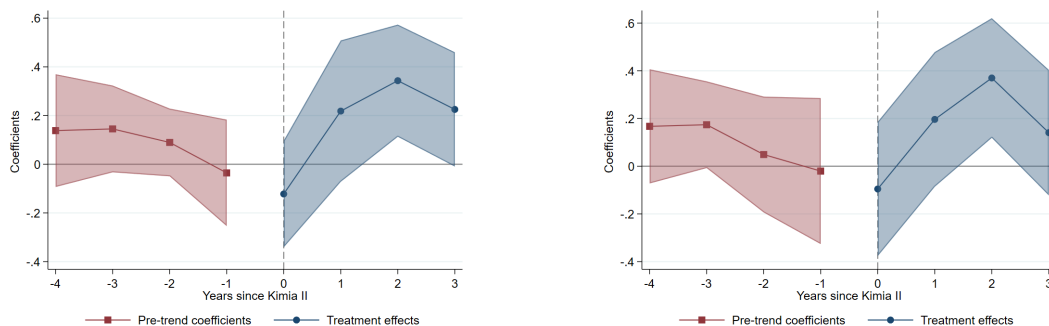 .6
.4
.2
0
-.2
-.4
Coefficients
-4 -3 -2 -1 0 1 2 3
Years since Kimia II
Pre-trend coefficients Treatment effects
.6
.4
.2
0
-.2
-.4
Coefficients
-4 -3 -2 -1 0 1 2 3
Years since Kimia II
Pre-trend coefficients Treatment effects